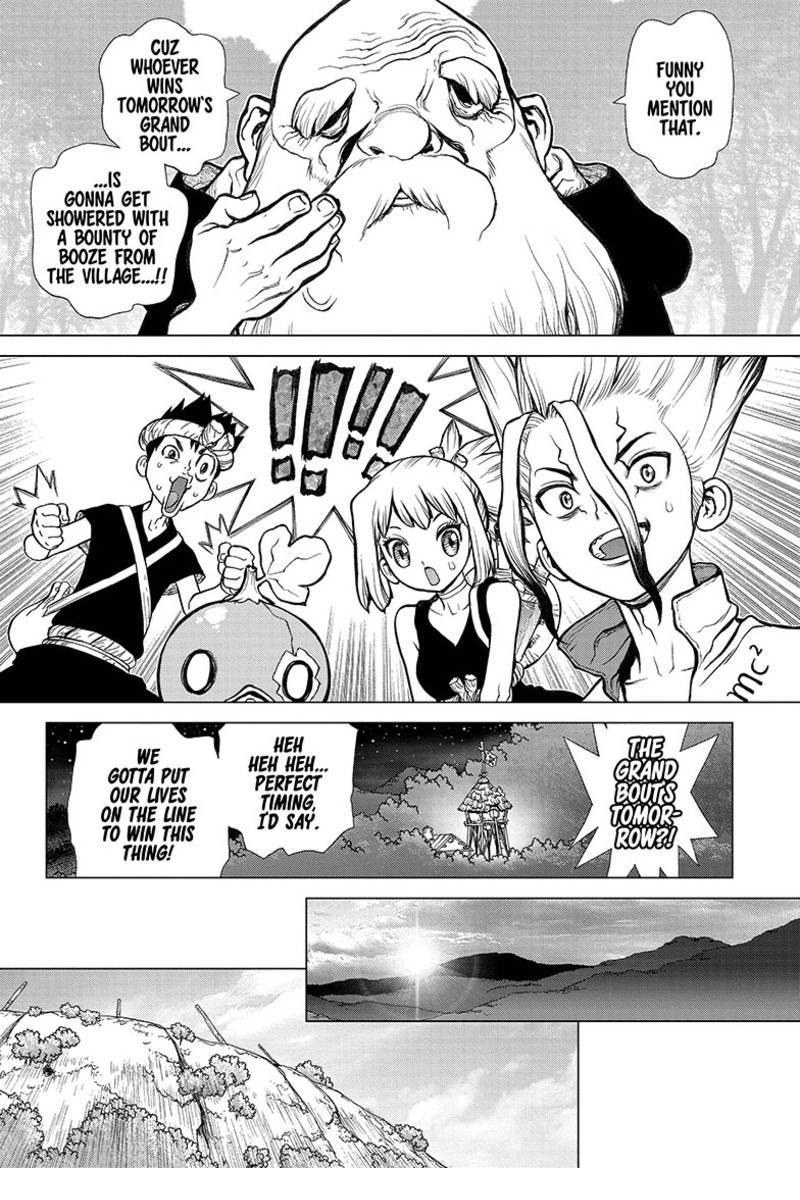 FUNNY
YOU
MENTION
THAT.
CUZ
WHOEVER
WINS
TOMORROW'S
GRAND
BOUT...
...IS
GONNA GET
SHOWERED WITH
A BOUNTY OF
BOOZE FROM
THE VILLAGE...!!
!!!!
mc²
THE
GRAND
BOUT'S
TOMOR-
ROW?!
HEH
HEH HEH...
PERFECT
TIMING,
I'D SAY.
WE
GOTTA PUT
OUR LIVES
ON THE LINE
TO WIN THIS
THING!